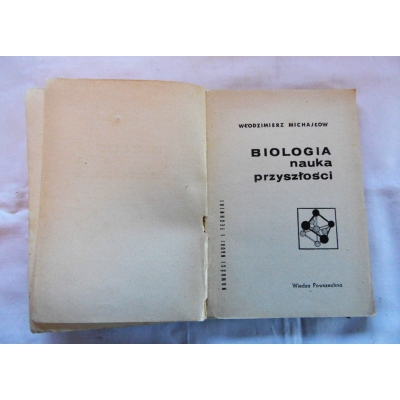 WŁODZIMIERZ MICHAJŁOW
BIOLOGIA
nauka
przyszłości
NOWOŚCI NAUKI I TECHNIKI
Wiedza Powszechna